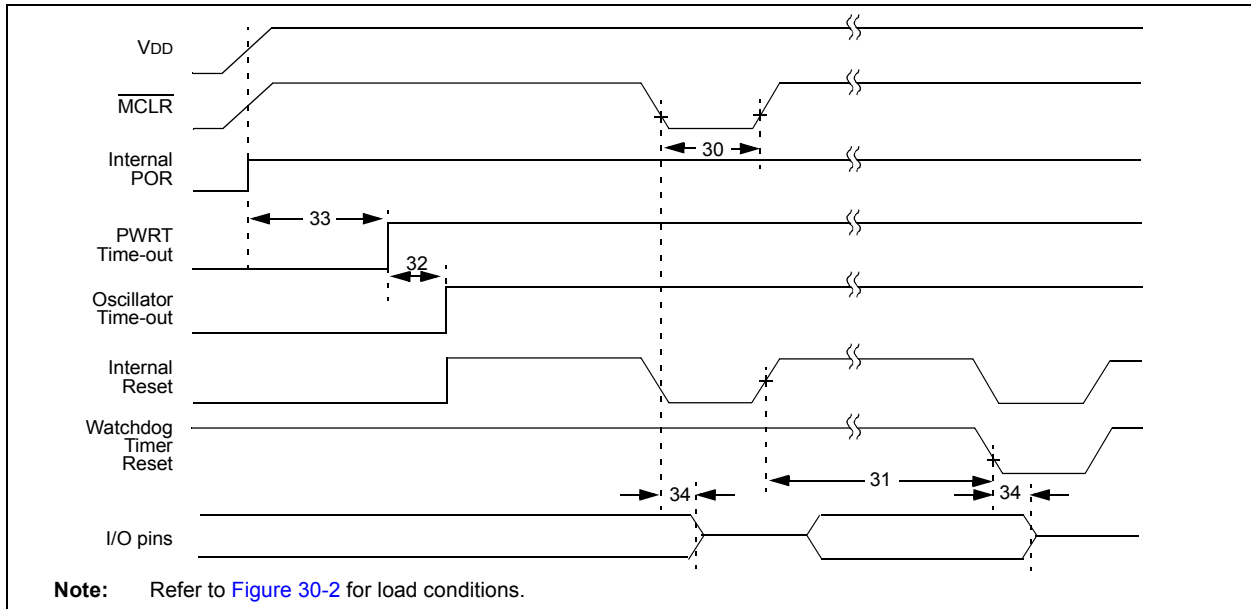 VDD
MCLR
30
Internal
POR
33
PWRT
Time-out
32
Oscillator
Time-out
Internal
Reset
Watchdog
Timer
Reset
31
34
34
I/O pins
Note: Refer to Figure 30-2 for load conditions.